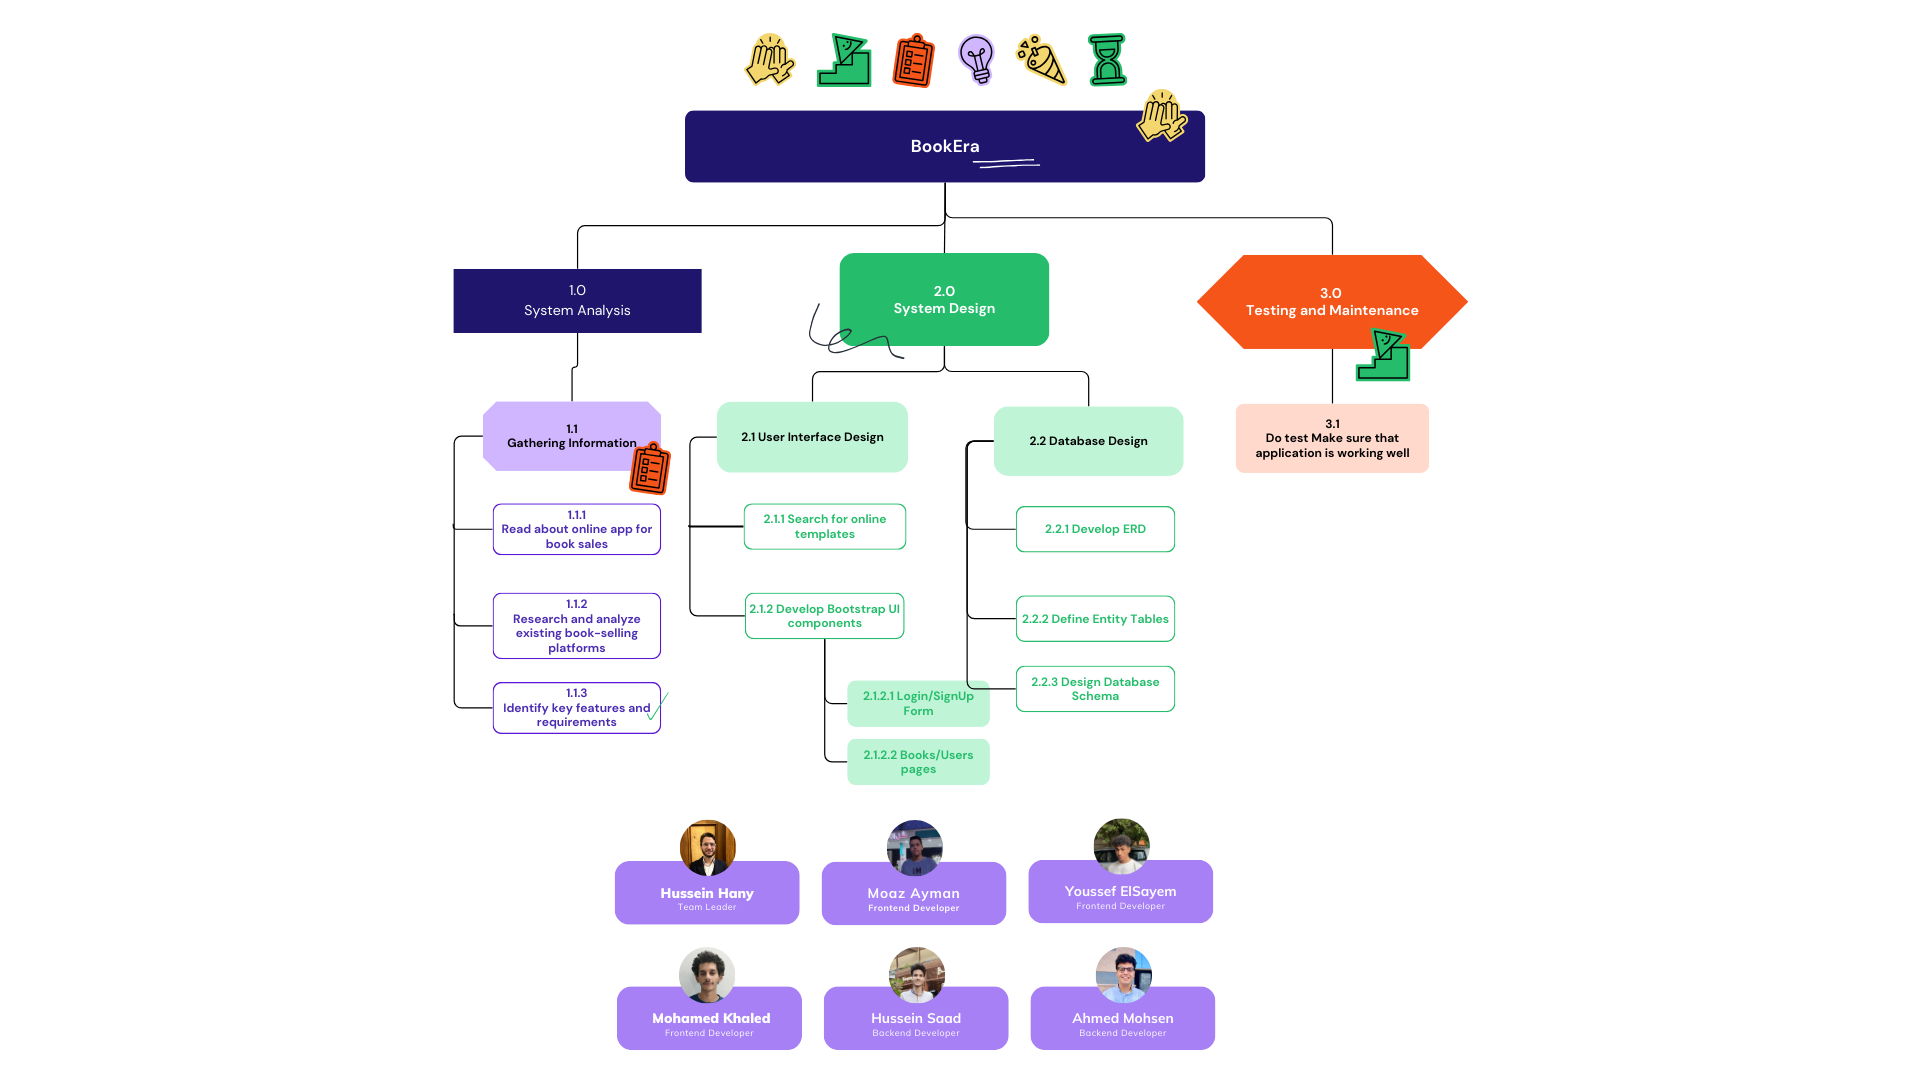 BookEra
1.0
System Analysis
2.0
System Design
3.0
Testing and Maintenance
1.1
Gathering Information
2.1 User Interface Design
2.2 Database Design
3.1
Do test Make sure that
application is working well
1.1.1
Read about online app for
book sales
2.1.1 Search for online
templates
2.2.1 Develop ERD
1.1.2
Research and analyze
existing book-selling
platforms
2.1.2 Develop Bootstrap UI
components
2.2.2 Define Entity Tables
1.1.3
Identify key features and
requirements
2.1.2.1 Login/SignUp
Form
2.2.3 Design Database
Schema
2.1.2.2 Books/Users
pages
Hussein Hany
Team Leader
Moaz Ayman
Frontend Developer
Youssef ElSayem
Frontend Developer
Mohamed Khaled
Frontend Developer
Hussein Saad
Backend Developer
Ahmed Mohsen
Backend Developer